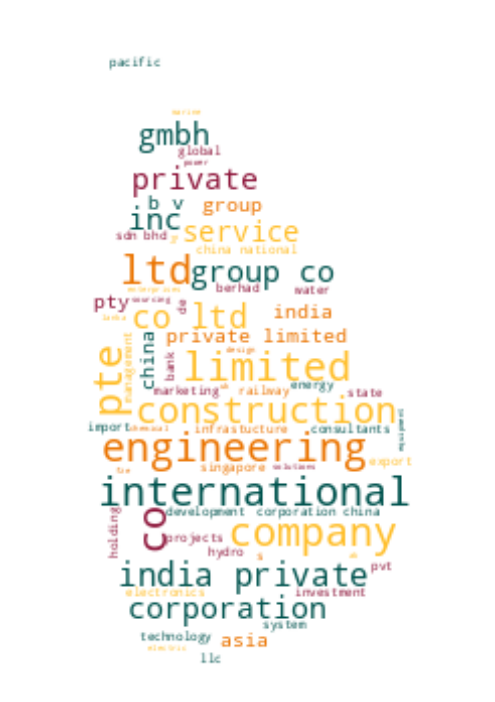 pacific
marine
gmbh
global
power
private
b v
group
inc
sdn bhd
service
china national
ltd
group co
enterprises
berhad
water
pty
sourcing
de
lanka
co ltd
india
private limited
pte
management
china
bank
design
limited
marketing
railway
energy
state
construction
import
chemical
infrastucture
consultants
engineering
singapore
solutions
export
international
holding
co
development
corporation china
company
projects
hydro
s
india private
pvt
electronics
investment
corporation
system
technology
asia
electric
llc